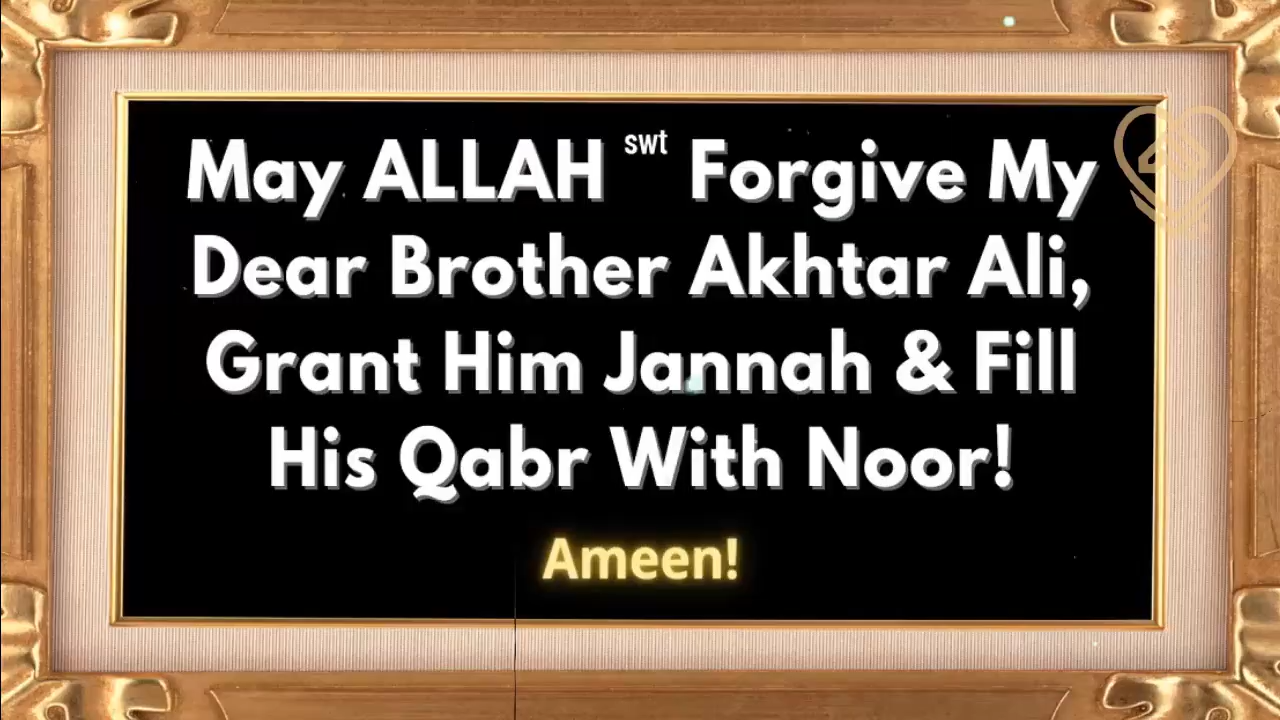 May ALLAH swt Forgive My
Dear Brother Akhtar Ali,
Grant Him Jannah & Fill
His Qabr With Noor!
Ameen!